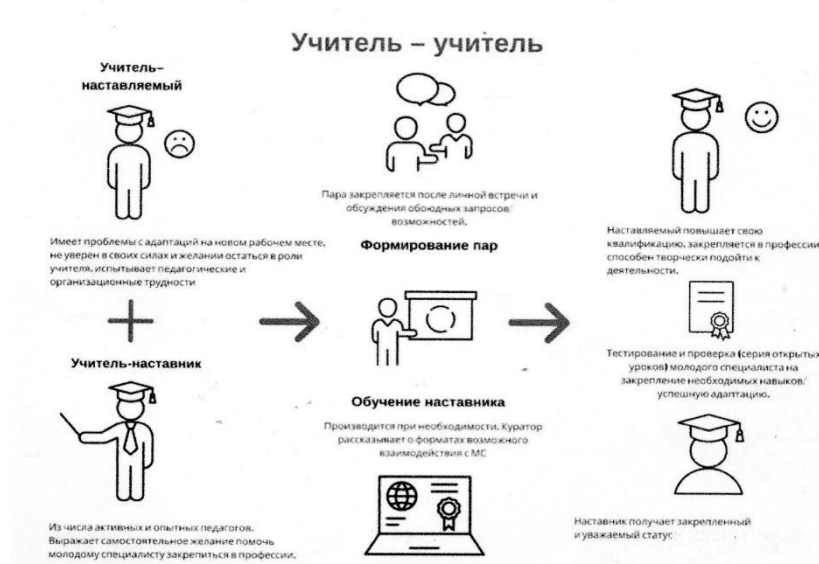 Учитель – учитель
Учитель–
наставляемый
Имеет проблемы с адаптаций на новом рабочем месте,
не уверен в своих силах и желании остаться в роли
учителя, испытывает педагогические и
организационные трудности
Учитель-наставник
Из числа активных и опытных педагогов.
Выражает самостоятельное желание помочь
молодому специалисту закрепиться в профессии.
Пара закрепляется после личной встречи и
обсуждения обоюдных запросов/
возможностей.
Формирование пар
Обучение наставника
Производится при необходимости. Куратор
рассказывает о форматах возможного
взаимодействия с МС
Наставляемый повышает свою
квалификацию, закрепляется в профессии
способен творчески подойти к
деятельности.
Тестирование и проверка (серия открытых
уроков) молодого специалиста на
закрепление необходимых навыков/
успешную адаптацию.
Наставник получает закрепленный
и уважаемый статус